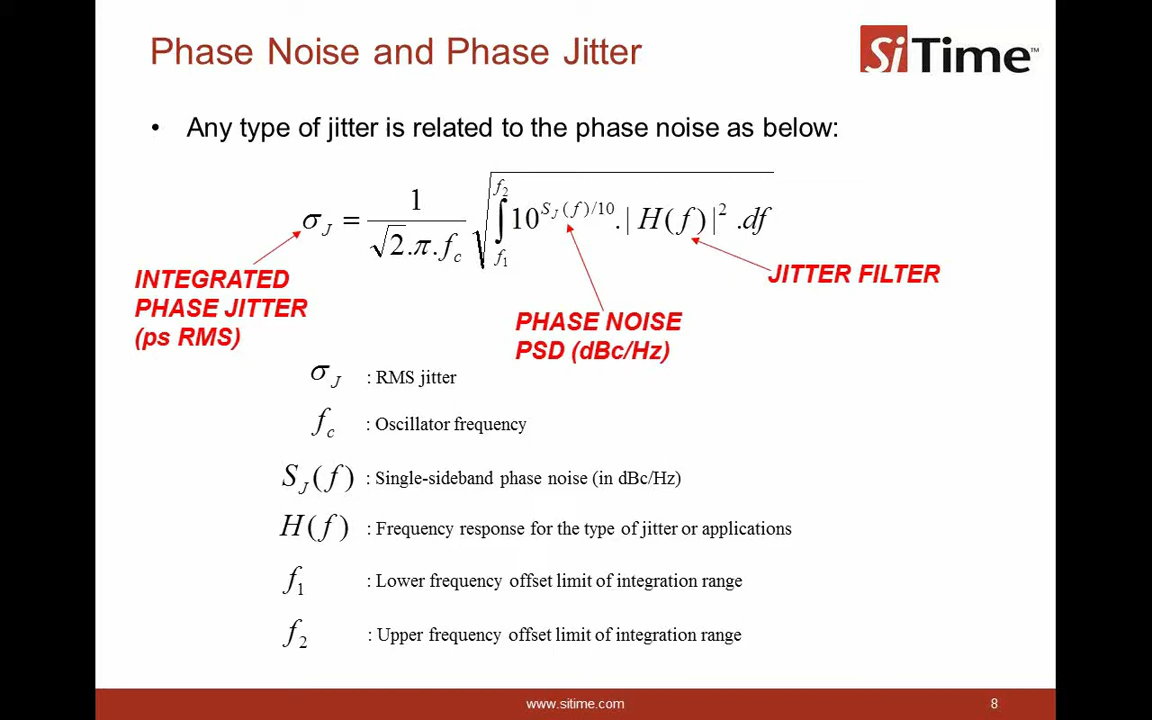 Phase Noise and Phase Jitter
SiTime™
• Any type of jitter is related to the phase noise as below:
σ_J = 1 / (√2.π.f_c) √(∫_{f_1}^{f_2} 10^{S_J(f)/10}.|H(f)|^2.df)
INTEGRATED
PHASE JITTER
(ps RMS)
JITTER FILTER
PHASE NOISE
PSD (dBc/Hz)
σ_J : RMS jitter
f_c : Oscillator frequency
S_J(f) : Single-sideband phase noise (in dBc/Hz)
H(f) : Frequency response for the type of jitter or applications
f_1 : Lower frequency offset limit of integration range
f_2 : Upper frequency offset limit of integration range
www.sitime.com
8